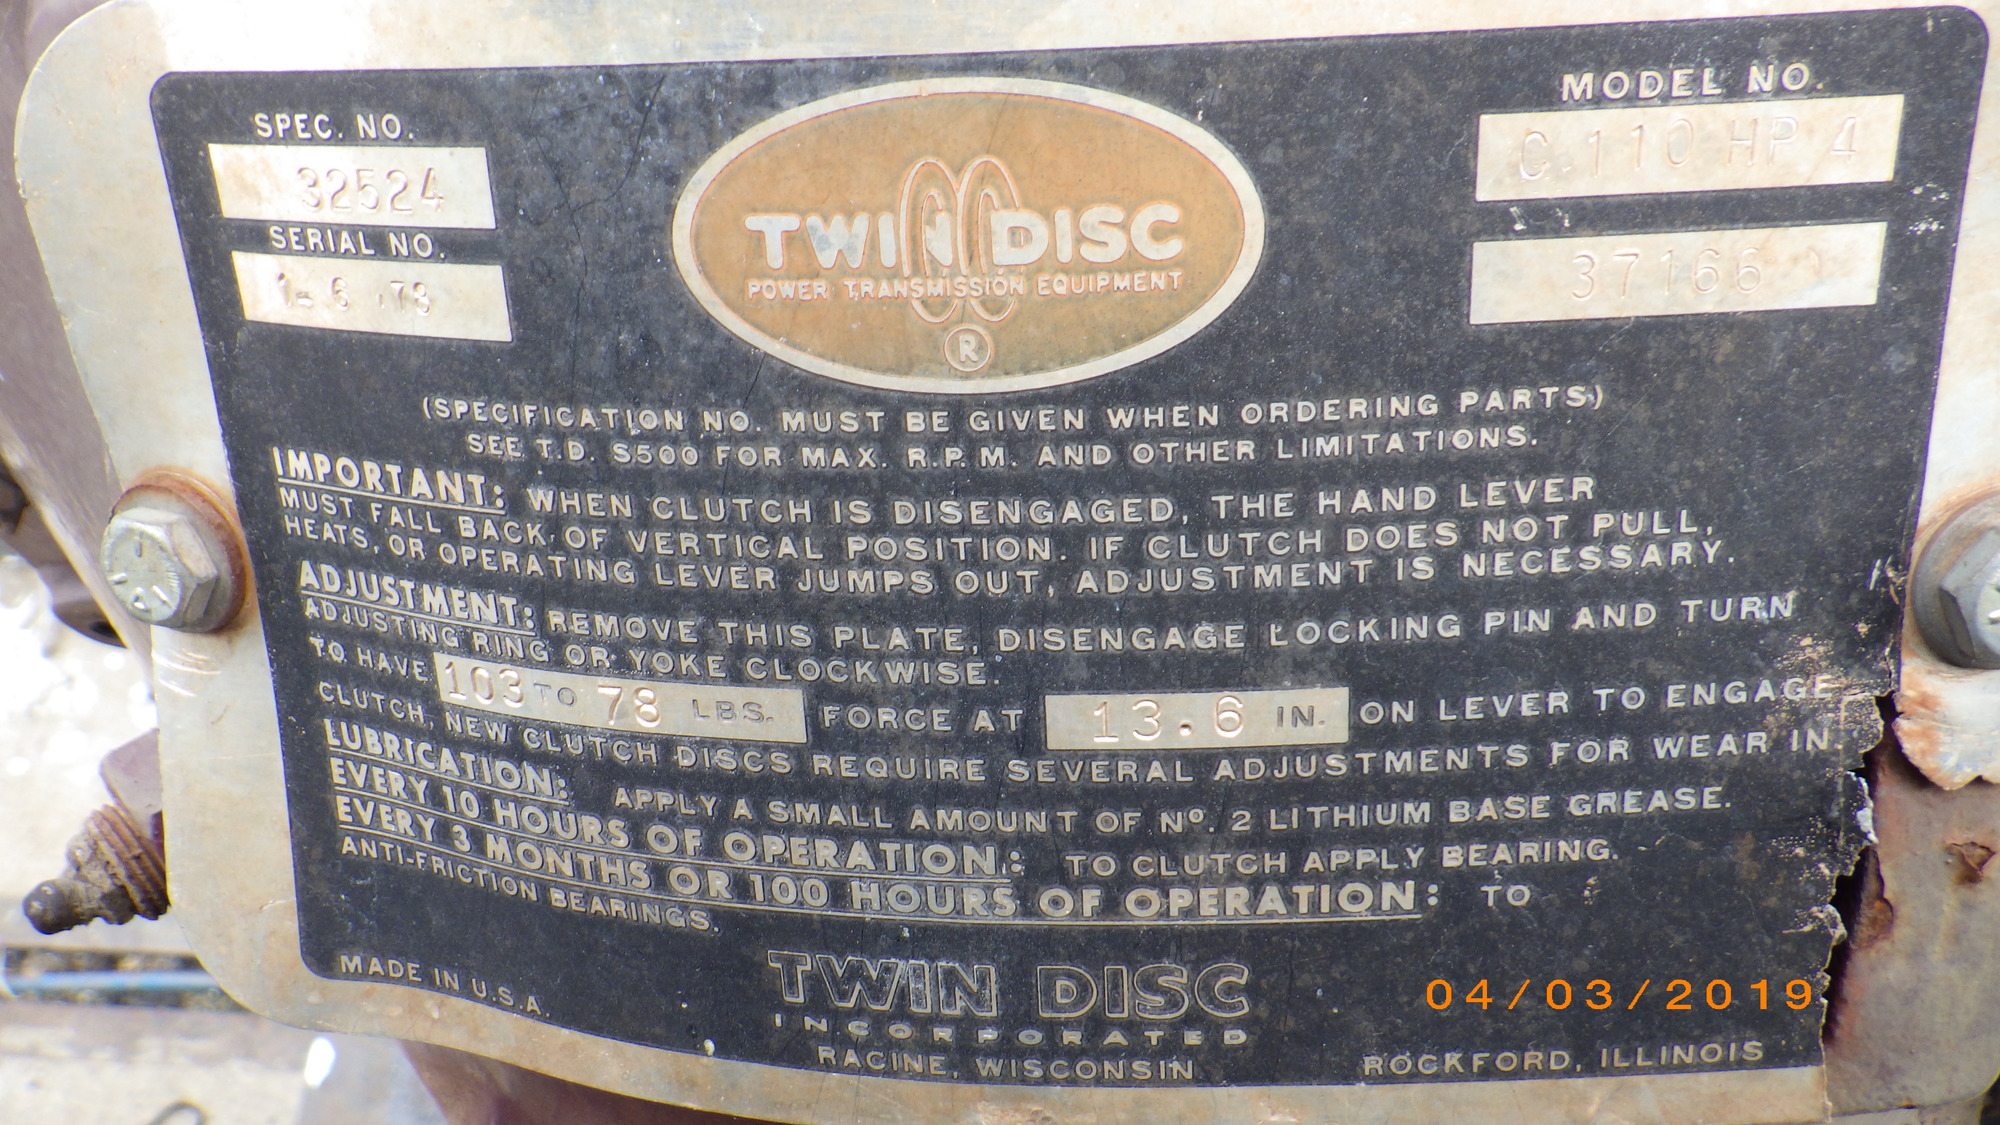 SPEC. NO.
32524
SERIAL NO.
1-6 78
TWIN DISC
POWER TRANSMISSION EQUIPMENT
R
MODEL NO.
C 110 HP 4
37166
(SPECIFICATION NO. MUST BE GIVEN WHEN ORDERING PARTS)
SEE T.D. S500 FOR MAX. R.P.M. AND OTHER LIMITATIONS.
IMPORTANT: WHEN CLUTCH IS DISENGAGED, THE HAND LEVER
MUST FALL BACK OF VERTICAL POSITION. IF CLUTCH DOES NOT PULL,
HEATS, OR OPERATING LEVER JUMPS OUT, ADJUSTMENT IS NECESSARY.
ADJUSTMENT: REMOVE THIS PLATE, DISENGAGE LOCKING PIN AND TURN
ADJUSTING RING OR YOKE CLOCKWISE.
TO HAVE 103 TO 78 LBS. FORCE AT 13.6 IN. ON LEVER TO ENGAGE
CLUTCH, NEW CLUTCH DISCS REQUIRE SEVERAL ADJUSTMENTS FOR WEAR IN.
LUBRICATION: APPLY A SMALL AMOUNT OF Nº. 2 LITHIUM BASE GREASE.
EVERY 10 HOURS OF OPERATION: TO CLUTCH APPLY BEARING.
EVERY 3 MONTHS OR 100 HOURS OF OPERATION: TO
ANTI-FRICTION BEARINGS.
MADE IN U.S.A.
TWIN DISC
INCORPORATED
RACINE, WISCONSIN
ROCKFORD, ILLINOIS
04/03/2019